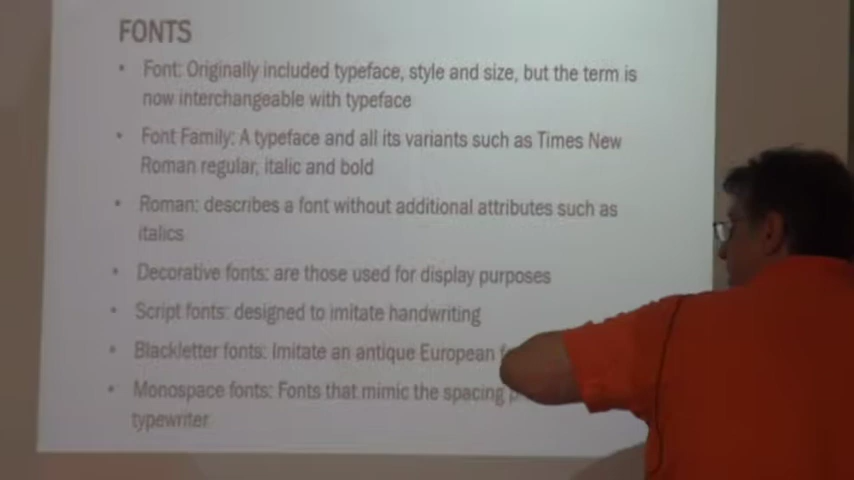 FONTS
• Font: Originally included typeface, style and size, but the term is
now interchangeable with typeface
• Font Family: A typeface and all its variants such as Times New
Roman regular, italic and bold
• Roman: describes a font without additional attributes such as
italics
• Decorative fonts: are those used for display purposes
• Script fonts: designed to imitate handwriting
• Blackletter fonts: Imitate an antique European
• Monospace fonts: Fonts that mimic the spacing
typewriter